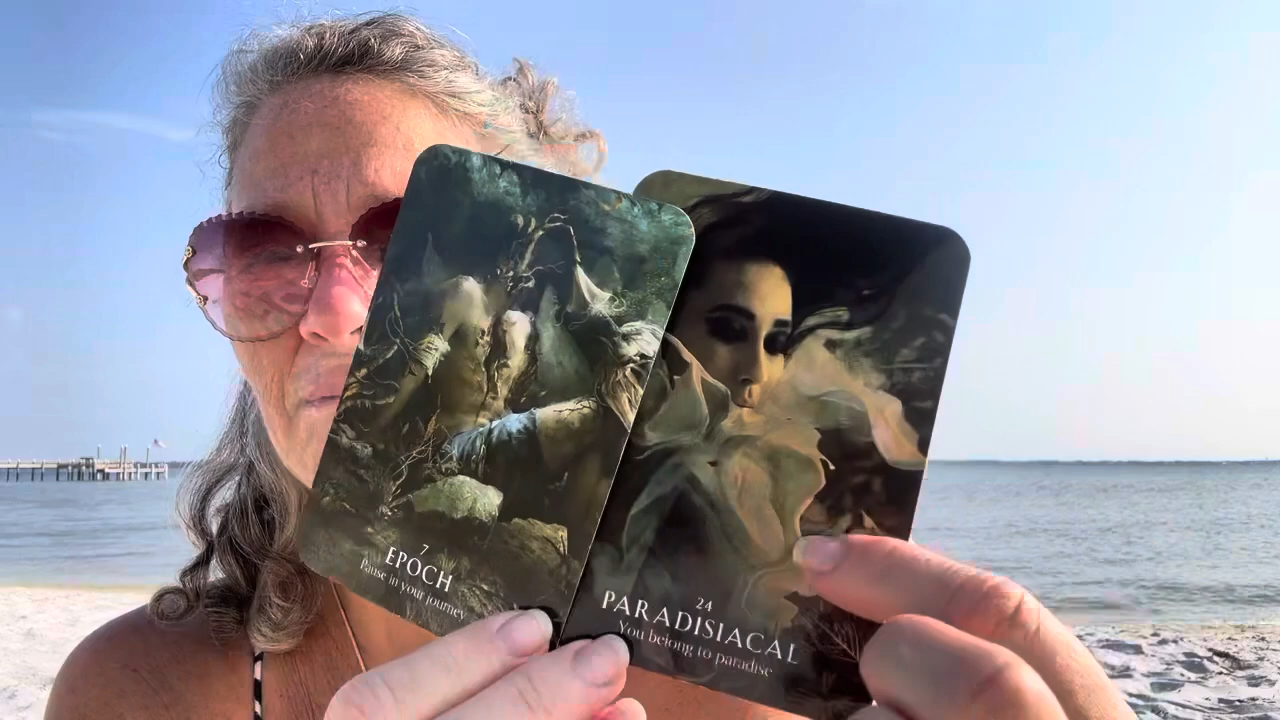 7
EPOCH
Pause in your journey
24
PARADISIACAL
You belong to paradise